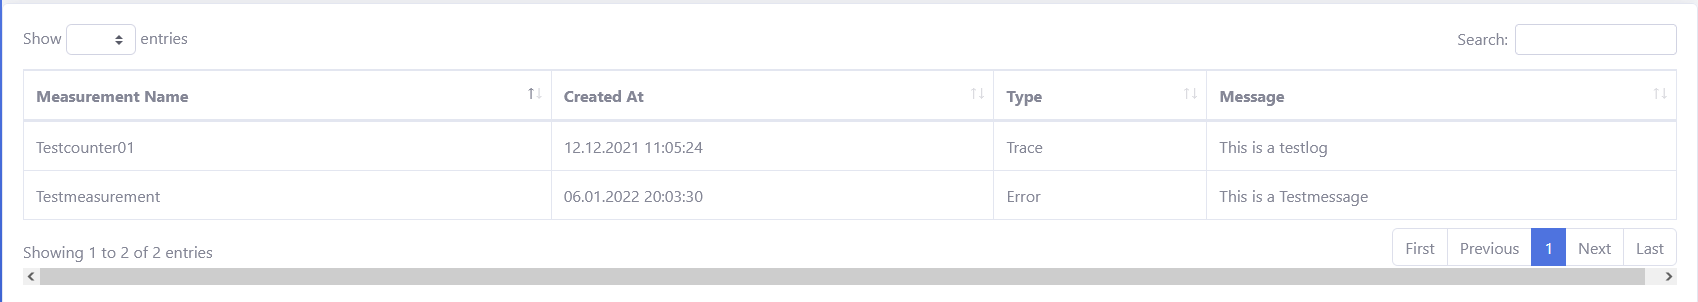 Show entries Search:
Measurement Name Created At Type Message
Testcounter01 12.12.2021 11:05:24 Trace This is a testlog
Testmeasurement 06.01.2022 20:03:30 Error This is a Testmessage
Showing 1 to 2 of 2 entries First Previous 1 Next Last